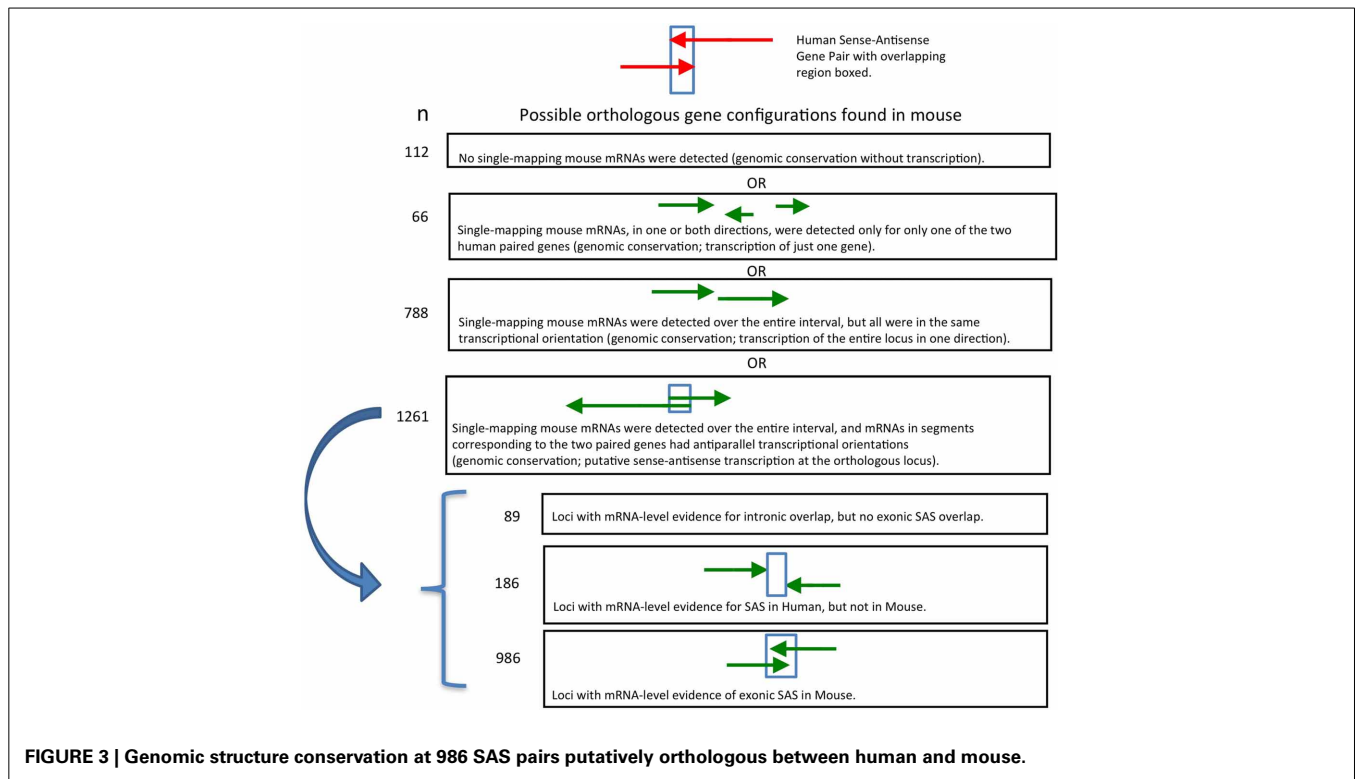 Human Sense-Antisense
Gene Pair with overlapping
region boxed.
n
Possible orthologous gene configurations found in mouse
112
No single-mapping mouse mRNAs were detected (genomic conservation without transcription).
OR
66
Single-mapping mouse mRNAs, in one or both directions, were detected only for only one of the two
human paired genes (genomic conservation; transcription of just one gene).
OR
788
Single-mapping mouse mRNAs were detected over the entire interval, but all were in the same
transcriptional orientation (genomic conservation; transcription of the entire locus in one direction).
OR
1261
Single-mapping mouse mRNAs were detected over the entire interval, and mRNAs in segments
corresponding to the two paired genes had antiparallel transcriptional orientations
(genomic conservation; putative sense-antisense transcription at the orthologous locus).
89
Loci with mRNA-level evidence for intronic overlap, but no exonic SAS overlap.
186
Loci with mRNA-level evidence for SAS in Human, but not in Mouse.
986
Loci with mRNA-level evidence of exonic SAS in Mouse.
FIGURE 3 | Genomic structure conservation at 986 SAS pairs putatively orthologous between human and mouse.